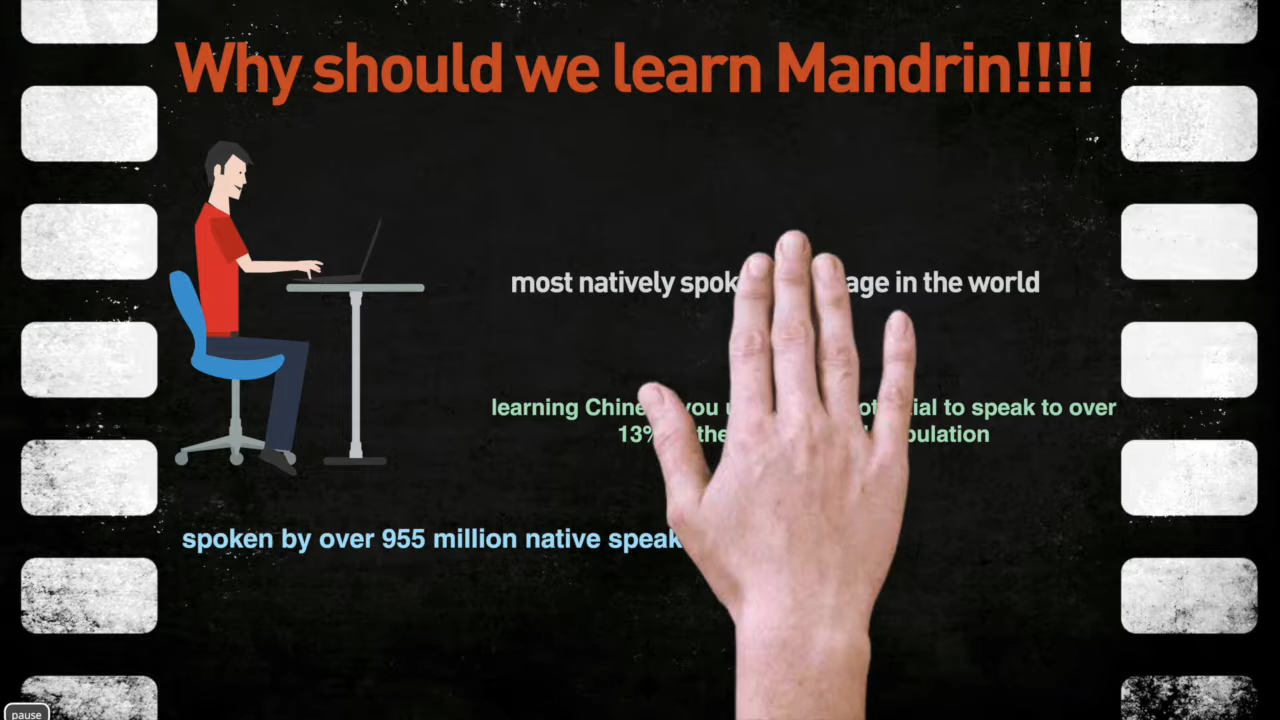 Why should we learn Mandrin!!!!
most natively spok age in the world
learning Chine you ial to speak to over
13% the pulation
spoken by over 955 million native speak
pause